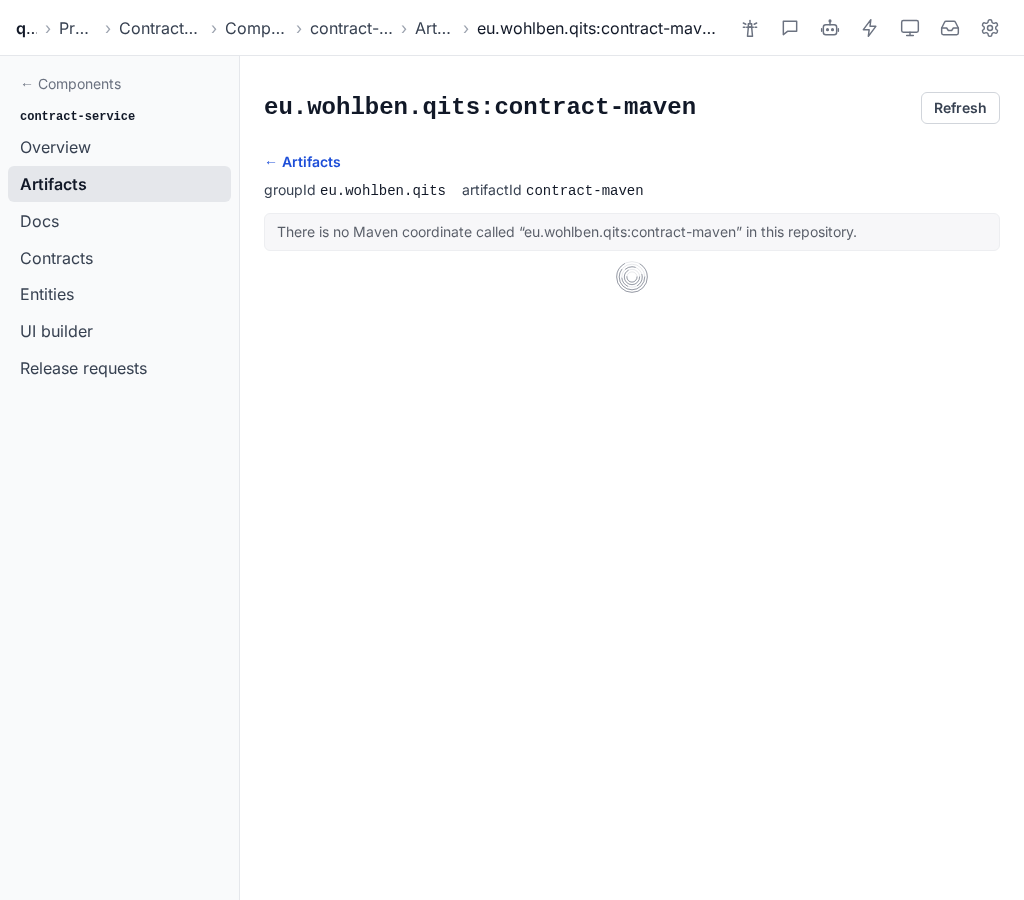 q... › Pr... › Contract... › Comp... › contract-... › Art... › eu.wohlben.qits:contract-mav...
← Components
contract-service
Overview
Artifacts
Docs
Contracts
Entities
UI builder
Release requests
eu.wohlben.qits:contract-maven
Refresh
← Artifacts
groupId eu.wohlben.qits artifactId contract-maven
There is no Maven coordinate called “eu.wohlben.qits:contract-maven” in this repository.